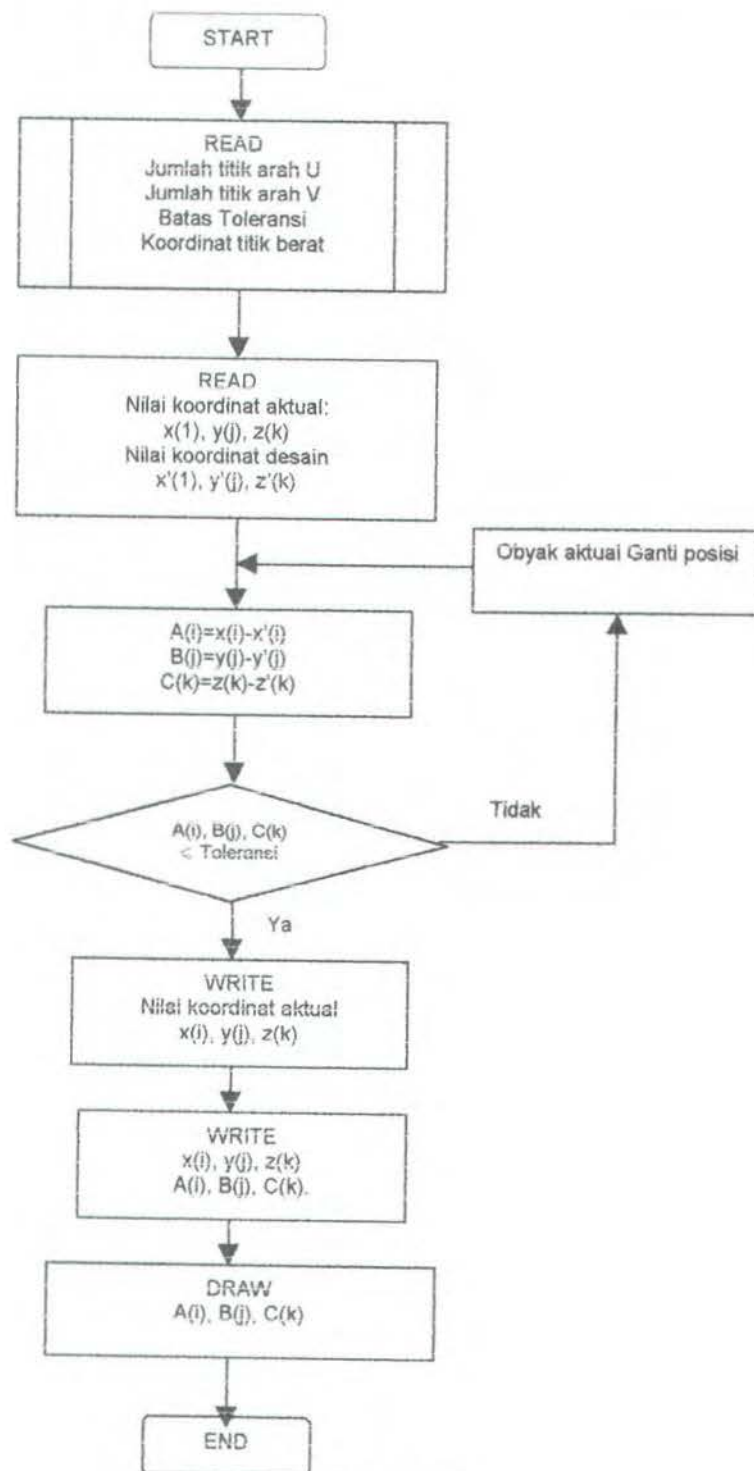 START
READ
Jumlah titik arah U
Jumlah titik arah V
Batas Toleransi
Koordinat titik berat
READ
Nilai koordinat aktual:
x(1), y(j), z(k)
Nilai koordinat desain
x'(1), y'(j), z'(k)
Obyak aktual Ganti posisi
A(i)=x(i)-x'(i)
B(j)=y(j)-y'(j)
C(k)=z(k)-z'(k)
A(i), B(j), C(k)
< Toleransi
Tidak
Ya
WRITE
Nilai koordinat aktual
x(i), y(j), z(k)
WRITE
x(i), y(j), z(k)
A(i), B(j), C(k).
DRAW
A(i), B(j), C(k)
END